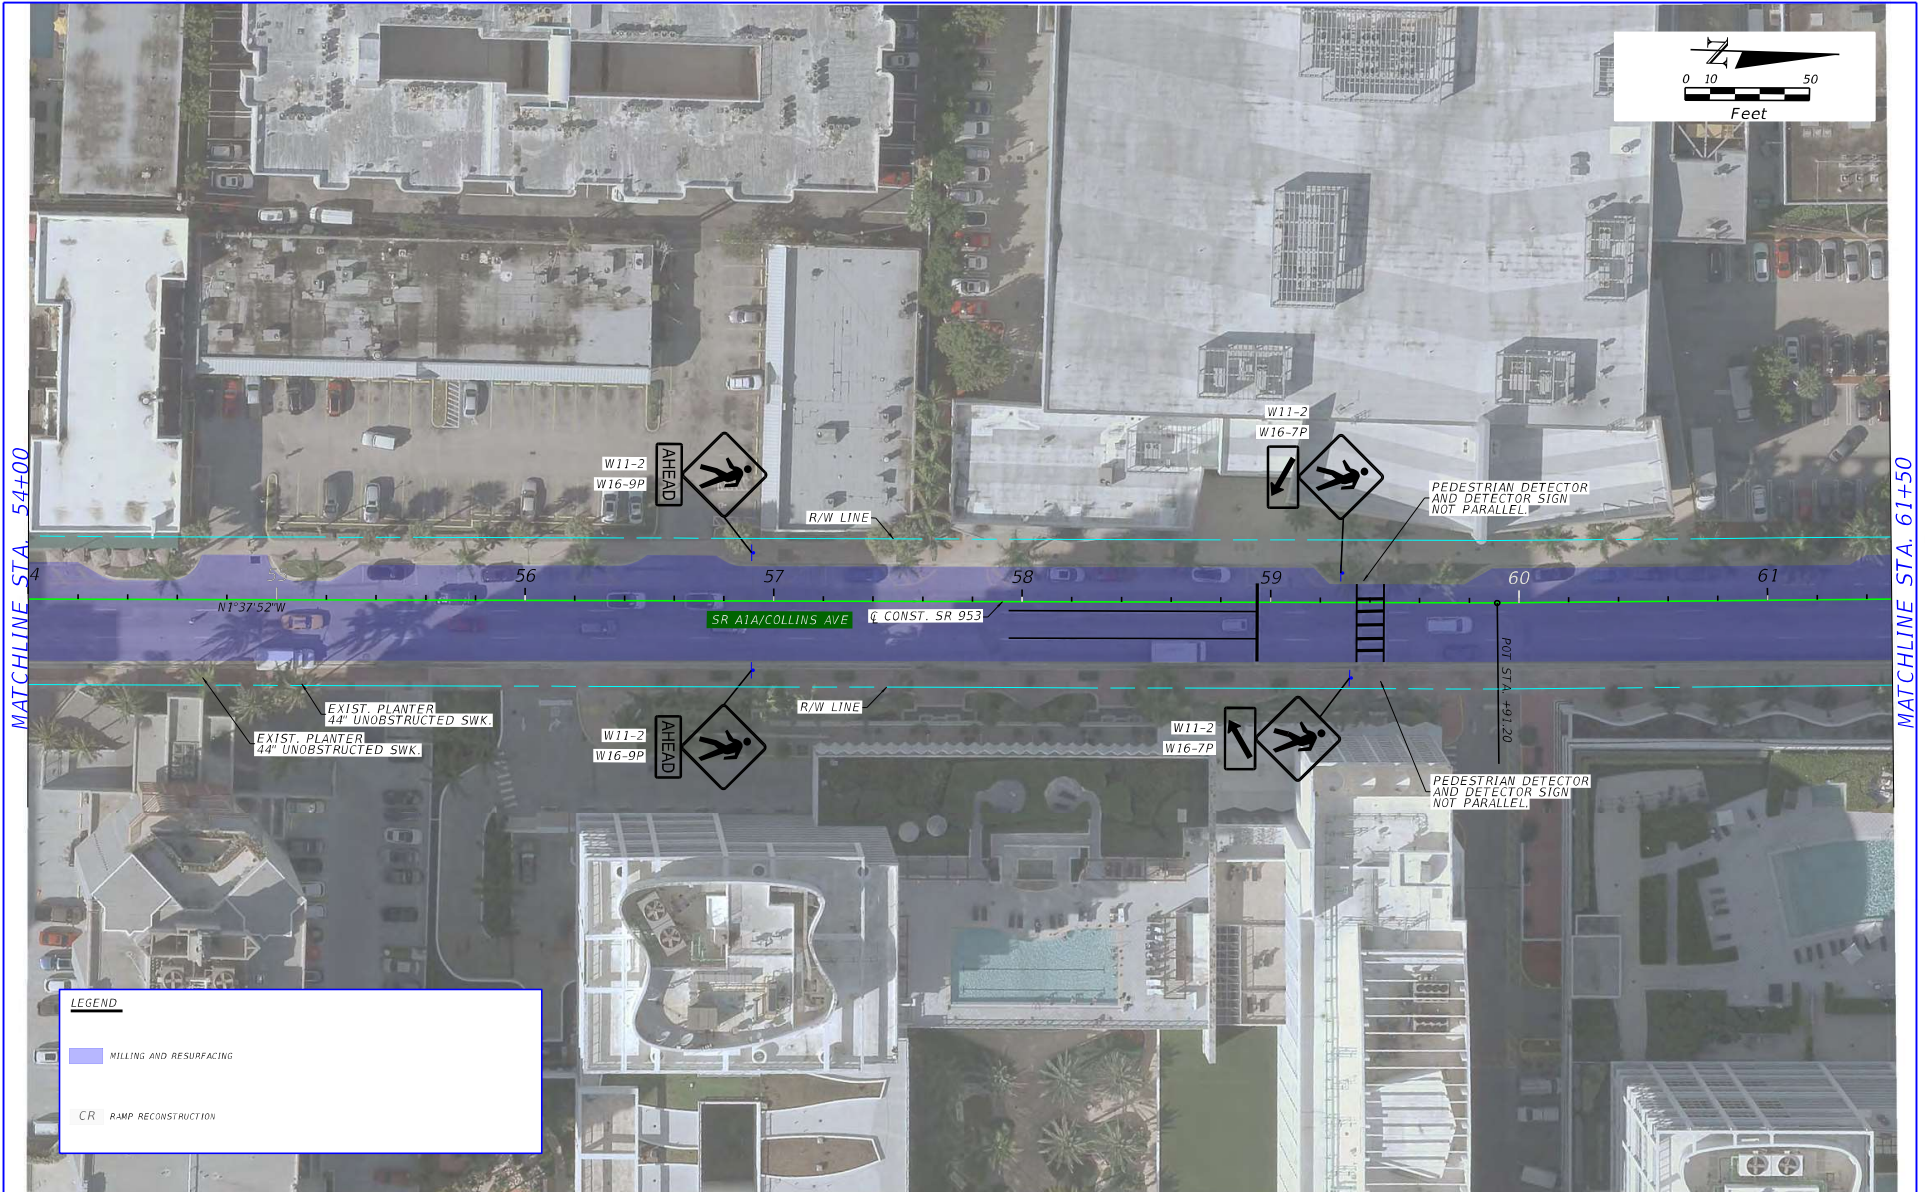 N
0 10 50
Feet
MATCHLINE STA. 54+00
MATCHLINE STA. 61+50
W11-2
W16-9P
AHEAD
W11-2
W16-7P
PEDESTRIAN DETECTOR
AND DETECTOR SIGN
NOT PARALLEL.
R/W LINE
4 55 56 57 58 59 60 61
N1°37'52"W
SR A1A/COLLINS AVE
℄ CONST. SR 953
POT STA. +91.20
R/W LINE
EXIST. PLANTER
44" UNOBSTRUCTED SWK.
EXIST. PLANTER
44" UNOBSTRUCTED SWK.
W11-2
W16-9P
AHEAD
W11-2
W16-7P
PEDESTRIAN DETECTOR
AND DETECTOR SIGN
NOT PARALLEL.
LEGEND
MILLING AND RESURFACING
CR RAMP RECONSTRUCTION